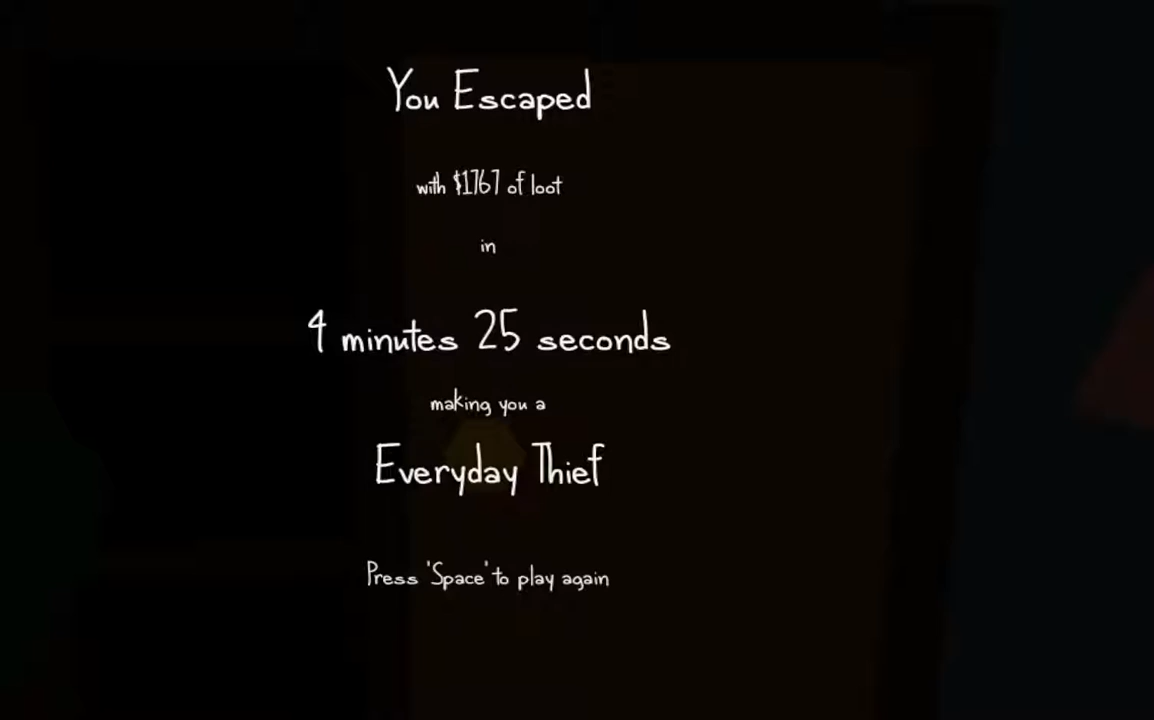 You Escaped
with $1767 of loot
in
4 minutes 25 seconds
making you a
Everyday Thief
Press 'Space' to play again